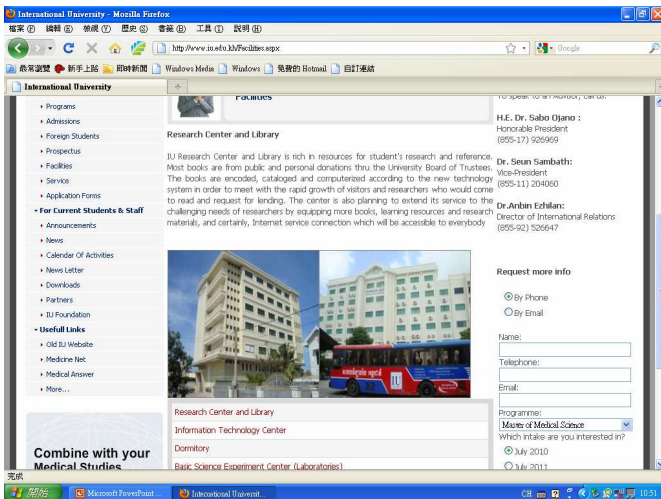 International University - Mozilla Firefox
檔案(F) 編輯(E) 檢視(V) 歷史(S) 書籤(B) 工具(T) 說明(H)
http://www.iu.edu.kh/Facilities.aspx
Google
最常瀏覽 新手上路 即時新聞 Windows Media Windows 免費的 Hotmail 自訂連結
International University
Programs
Admissions
Foreign Students
Prospectus
Facilities
Service
Application Forms
For Current Students & Staff
Announcements
News
Calendar Of Activities
News Letter
Downloads
Partners
IU Foundation
Usefull Links
Old IU Website
Medicine Net
Medical Answer
More...
Combine with your
Medical Studies
Facilities
Research Center and Library
IU Research Center and Library is rich in resources for student's research and reference.
Most books are from public and personal donations thru the University Board of Trustees.
The books are encoded, cataloged and computerized according to the new technology
system in order to meet with the rapid growth of visitors and researchers who would come
to read and request for lending. The center is also planning to extend its service to the
challenging needs of researchers by equipping more books, learning resources and research
materials, and certainly, Internet service connection which will be accessible to everybody
IU
Research Center and Library
Information Technology Center
Dormitory
Basic Science Experiment Center (Laboratories)
To speak to an Advisor, call us:
H.E. Dr. Sabo Ojano :
Honorable President
(855-17) 926969
Dr. Seun Sambath:
Vice-President
(855-11) 204060
Dr.Anbin Ezhilan:
Director of International Relations
(855-92) 526647
Request more info
By Phone
By Email
Name:
Telephone:
Email:
Programme:
Master of Medical Science
Which intake are you interested in?
July 2010
July 2011
完成
開始
Microsoft PowerPoint ...
International Universit...
CH
10:51